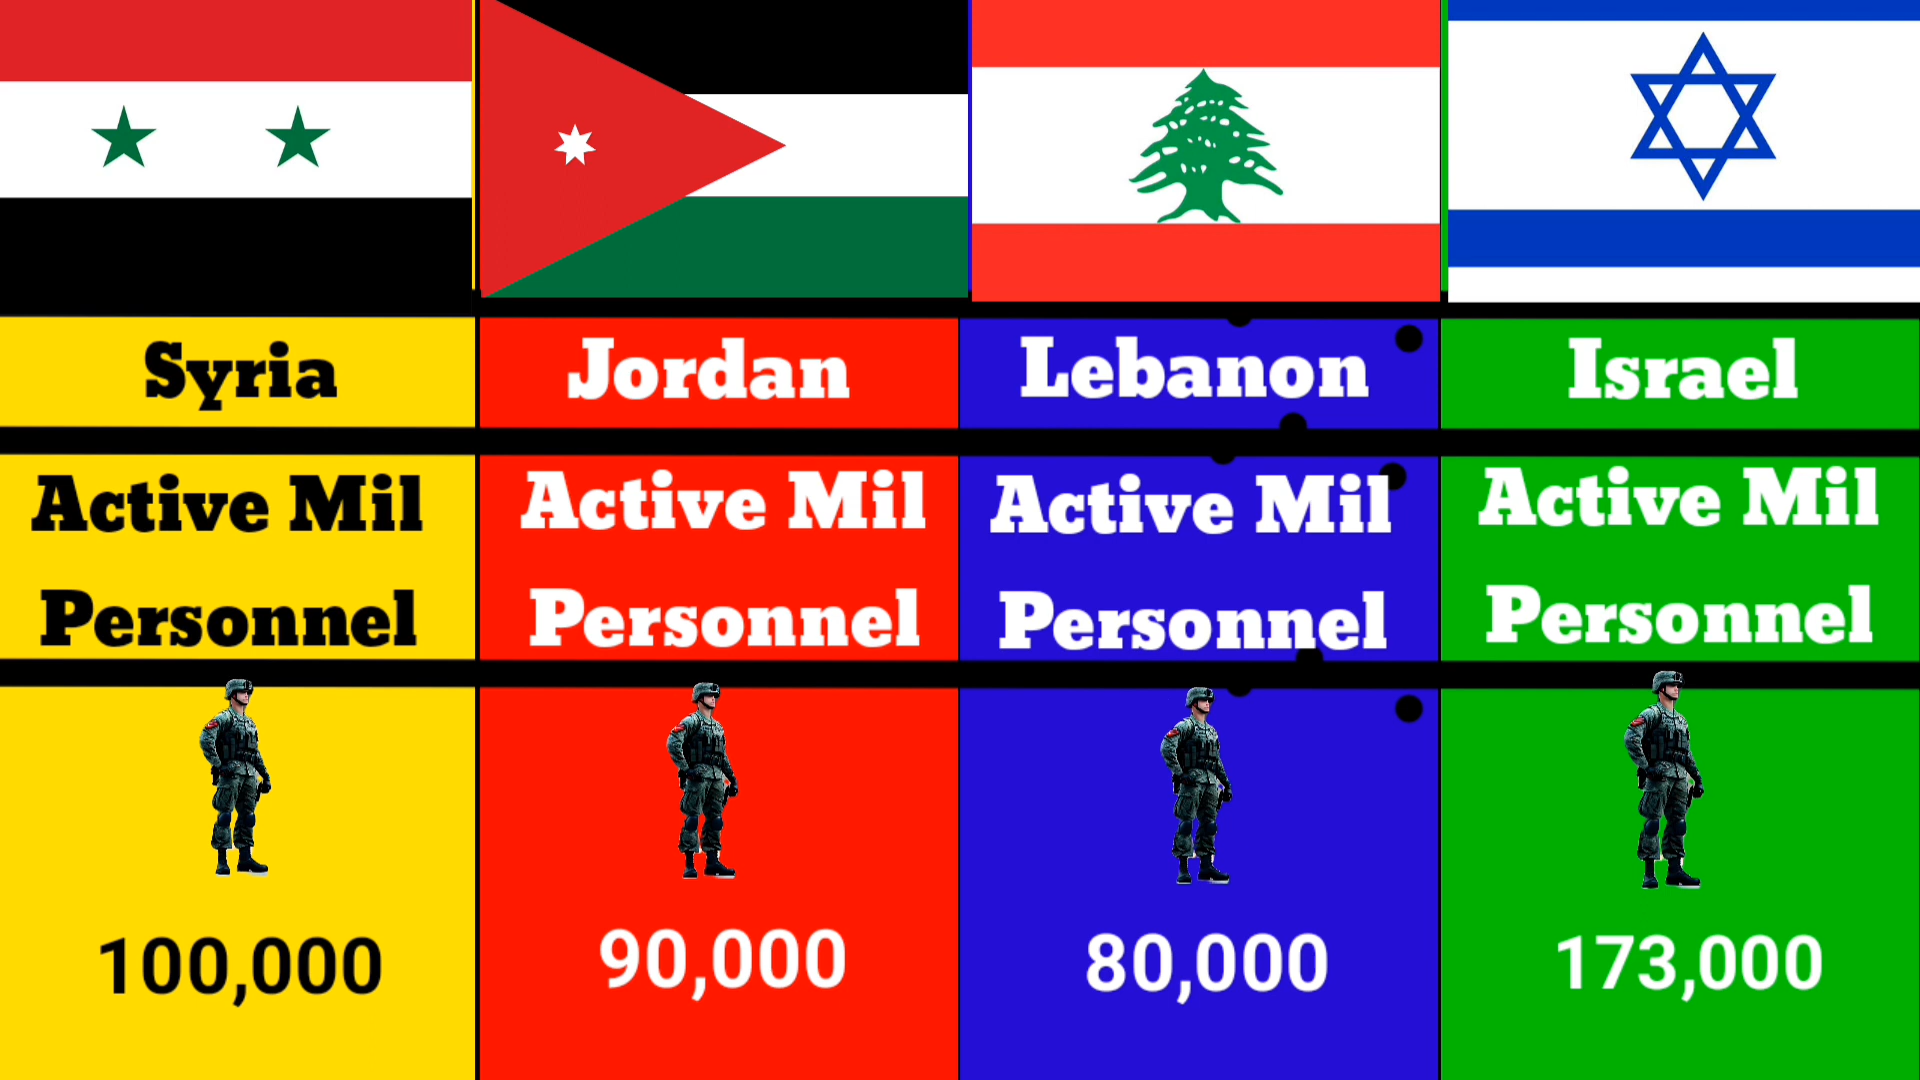 Syria
Jordan
Lebanon
Israel
Active Mil
Personnel
Active Mil
Personnel
Active Mil
Personnel
Active Mil
Personnel
100,000
90,000
80,000
173,000